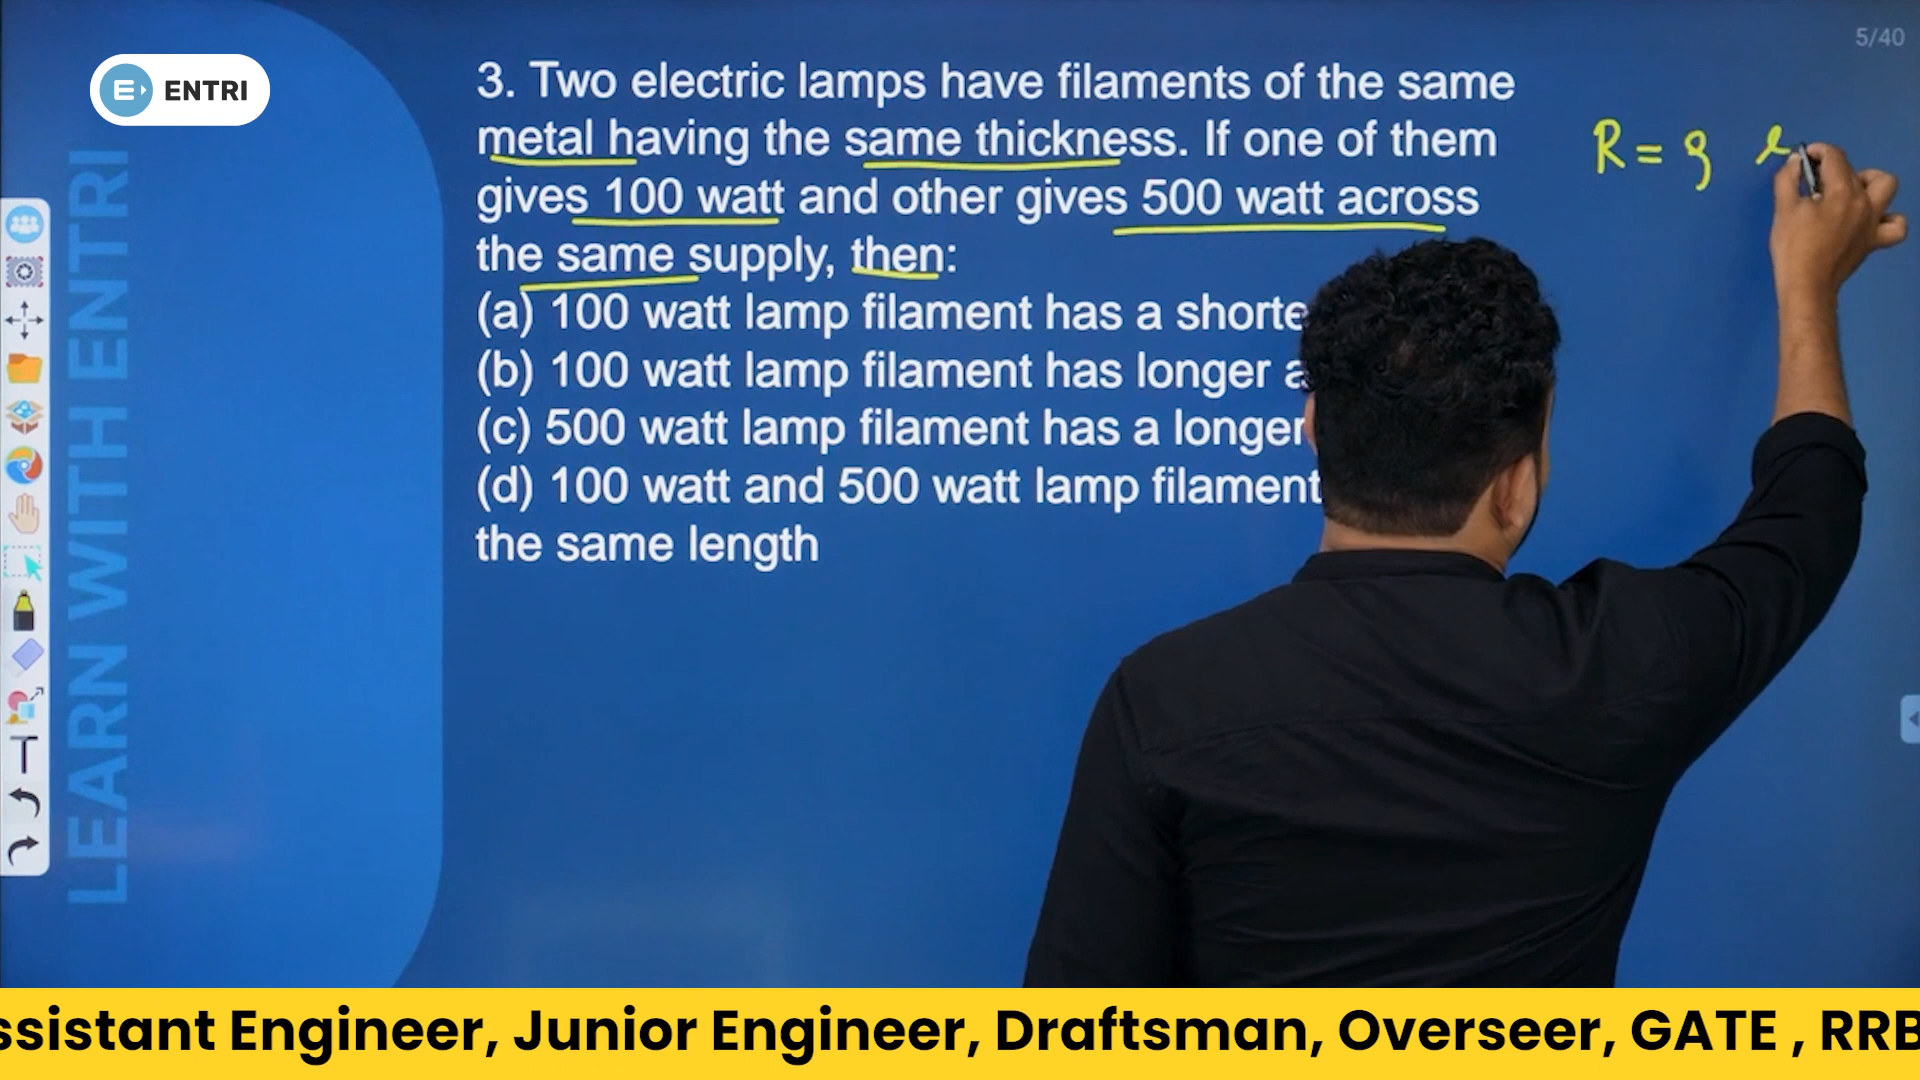 5/40
ENTRI
3. Two electric lamps have filaments of the same
metal having the same thickness. If one of them
gives 100 watt and other gives 500 watt across
the same supply, then:
(a) 100 watt lamp filament has a shorte
(b) 100 watt lamp filament has longer a
(c) 500 watt lamp filament has a longer
(d) 100 watt and 500 watt lamp filament
the same length
R = ρ l
LEARN WITH ENTRI
ssistant Engineer, Junior Engineer, Draftsman, Overseer, GATE , RRB